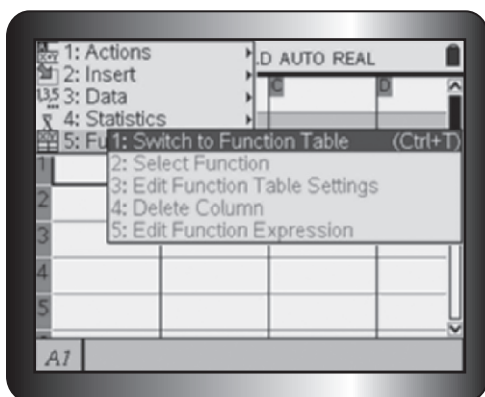 1: Actions
.D AUTO REAL
2: Insert
C D
3: Data
4: Statistics
5: Fu
1: Switch to Function Table (Ctrl+T)
2: Select Function
3: Edit Function Table Settings
4: Delete Column
5: Edit Function Expression
1
2
3
4
5
A1